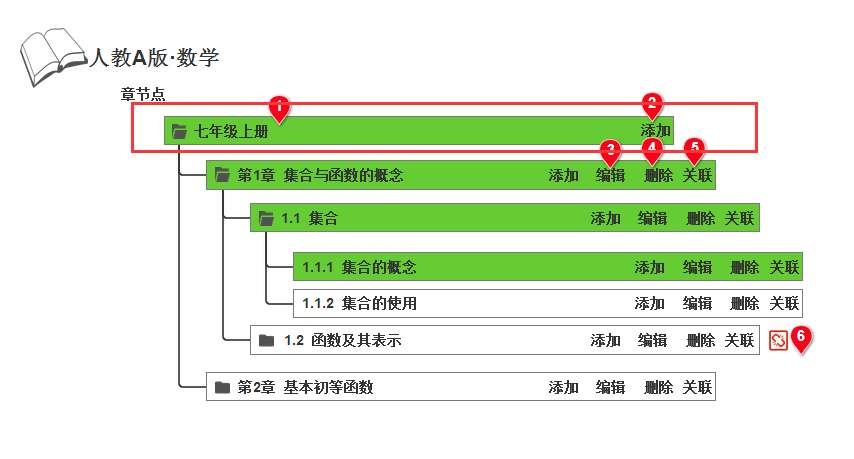 人教A版·数学
章节点
1 2
七年级上册 添加
3 4 5
第1章 集合与函数的概念 添加 编辑 删除 关联
1.1 集合 添加 编辑 删除 关联
1.1.1 集合的概念 添加 编辑 删除 关联
1.1.2 集合的使用 添加 编辑 删除 关联
1.2 函数及其表示 添加 编辑 删除 关联 6
第2章 基本初等函数 添加 编辑 删除 关联